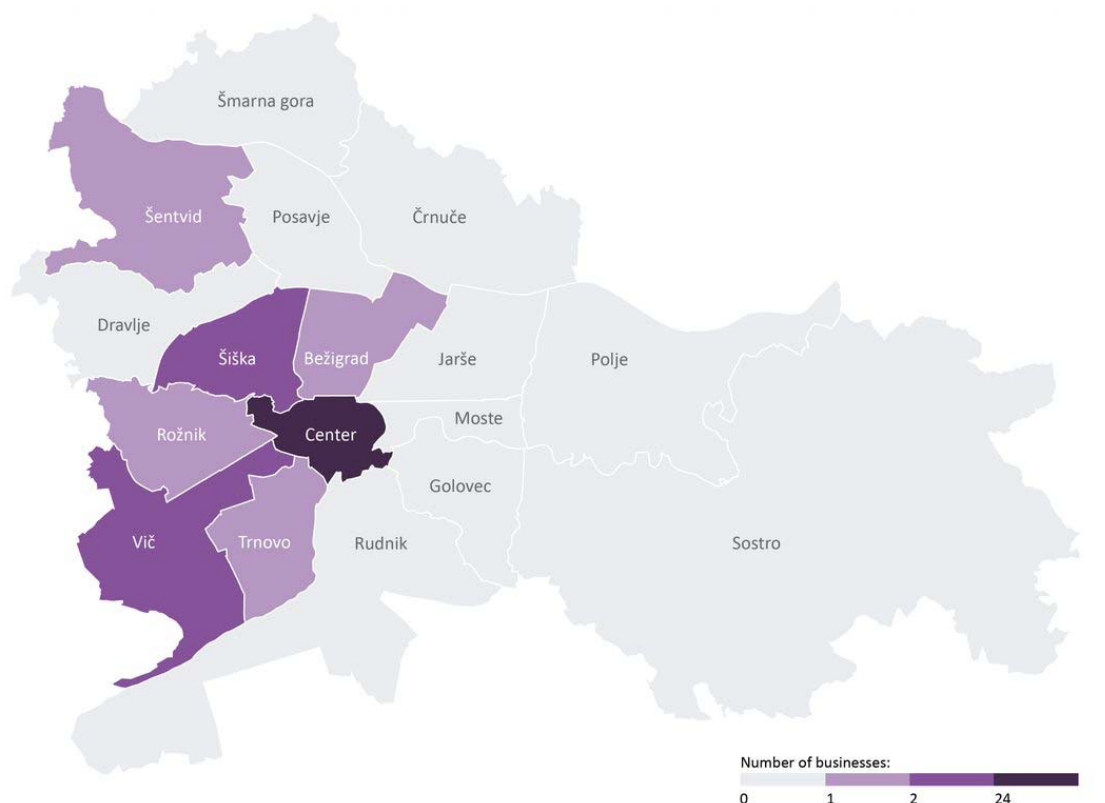 Šmarna gora
Šentvid
Posavje
Črnuče
Dravlje
Šiška
Bežigrad
Jarše
Polje
Rožnik
Center
Moste
Golovec
Vič
Trnovo
Rudnik
Sostro
Number of businesses:
0 1 2 24